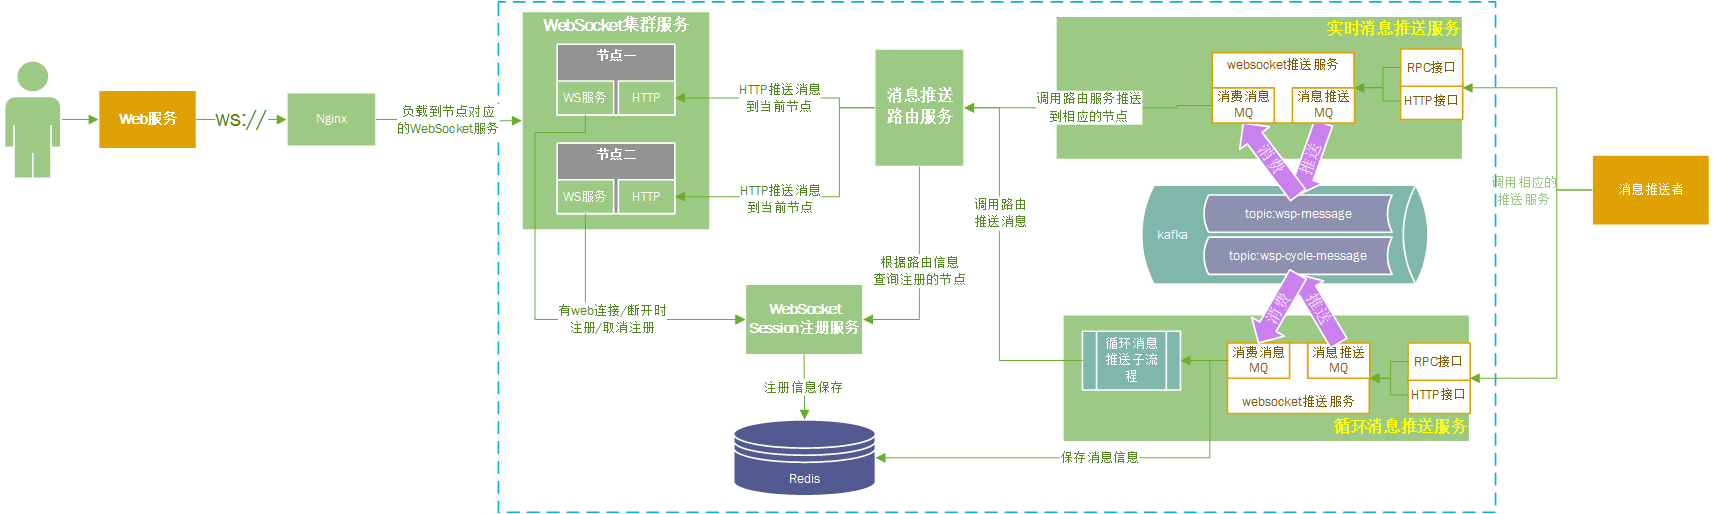 Web服务
ws://
Nginx
负载到节点对应
的WebSocket服务
WebSocket集群服务
节点一
WS服务
HTTP
节点二
WS服务
HTTP
HTTP推送消息
到当前节点
HTTP推送消息
到当前节点
消息推送
路由服务
有web连接/断开时
注册/取消注册
根据路由信息
查询注册的节点
WebSocket
Session注册服务
注册信息保存
Redis
调用路由
推送消息
实时消息推送服务
websocket推送服务
消费消息
MQ
消息推送
MQ
RPC接口
HTTP接口
调用路由服务推送
到相应的节点
消费
推送
kafka
topic:wsp-message
topic:wsp-cycle-message
消费
推送
循环消息
推送子流
程
消费消息
MQ
消息推送
MQ
websocket推送服务
RPC接口
HTTP接口
循环消息推送服务
保存消息信息
调用相应的
推送服务
消息推送者